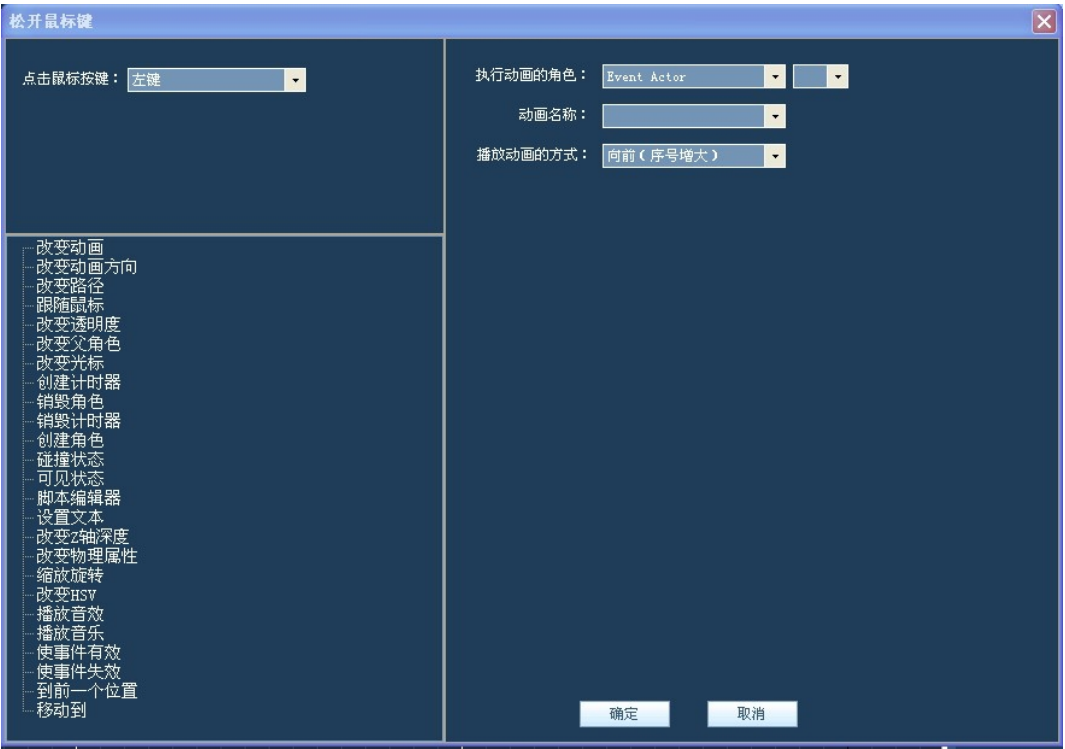 松开鼠标键
点击鼠标按键： 左键
执行动画的角色： Event Actor
动画名称：
播放动画的方式： 向前(序号增大)
改变动画
改变动画方向
改变路径
跟随鼠标
改变透明度
改变父角色
改变光标
创建计时器
销毁角色
销毁计时器
创建角色
碰撞状态
可见状态
脚本编辑器
设置文本
改变Z轴深度
改变物理属性
缩放旋转
改变HSV
播放音效
播放音乐
使事件有效
使事件失效
到前一个位置
移动到
确定 取消